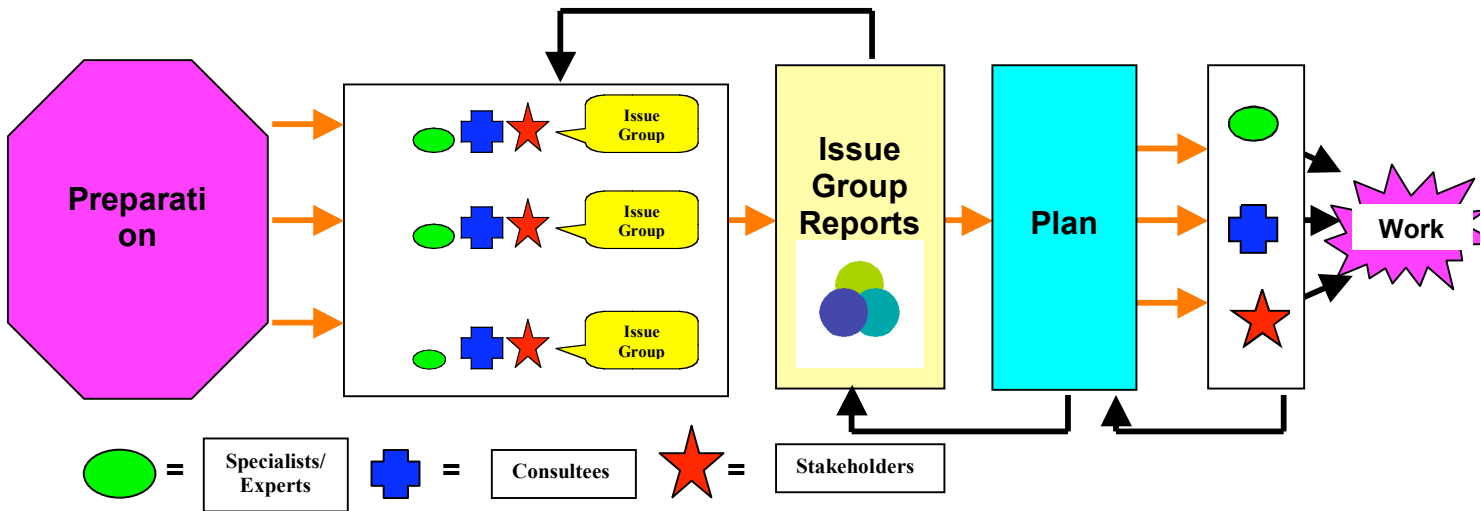 Preparati
on
Issue
Group
Issue
Group
Issue
Group
Issue
Group
Reports
Plan
Work
=
Specialists/
Experts
=
Consultees
=
Stakeholders